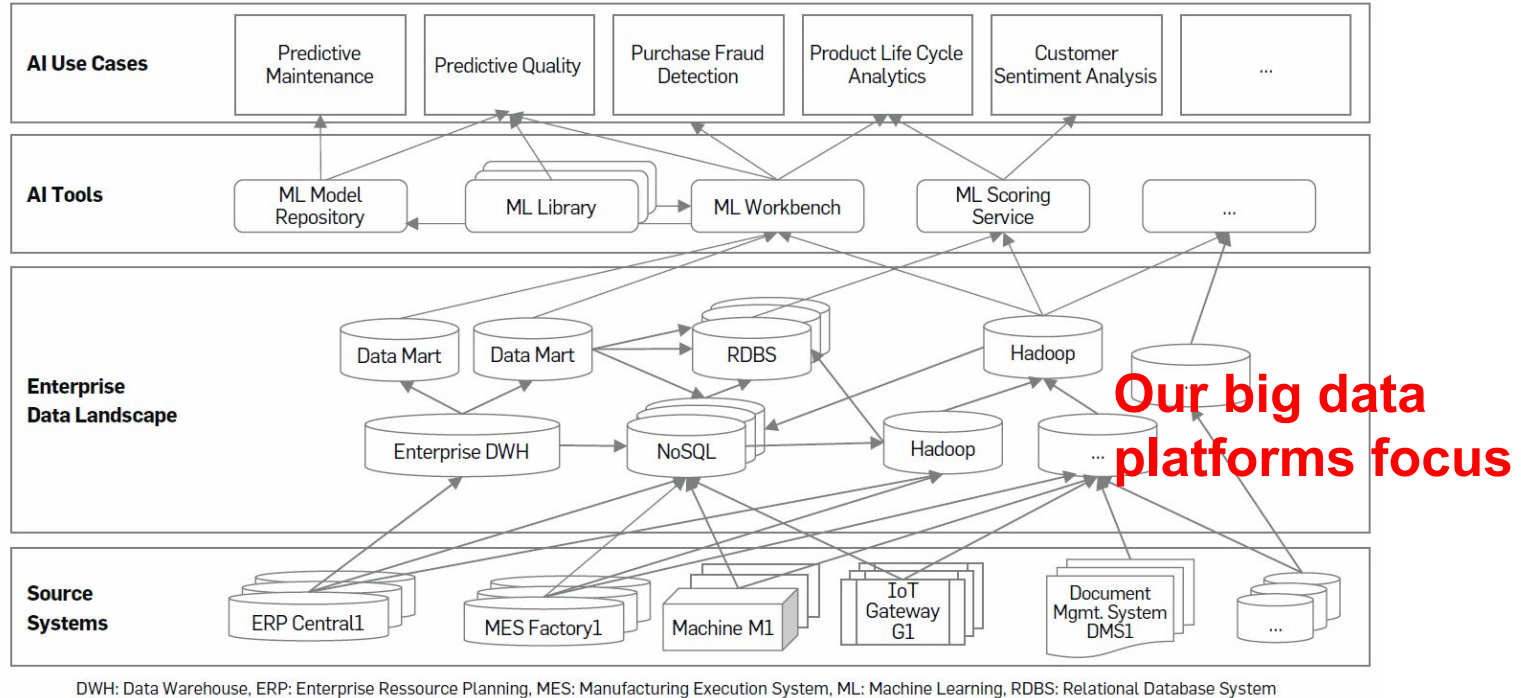 AI Use Cases
Predictive
Maintenance
Predictive Quality
Purchase Fraud
Detection
Product Life Cycle
Analytics
Customer
Sentiment Analysis
...
AI Tools
ML Model
Repository
ML Library
ML Workbench
ML Scoring
Service
...
Enterprise
Data Landscape
Data Mart
Data Mart
RDBS
Hadoop
...
Enterprise DWH
NoSQL
Hadoop
...
Our big data
platforms focus
Source
Systems
ERP Central1
MES Factory1
Machine M1
IoT
Gateway
G1
Document
Mgmt. System
DMS1
...
DWH: Data Warehouse, ERP: Enterprise Ressource Planning, MES: Manufacturing Execution System, ML: Machine Learning, RDBS: Relational Database System